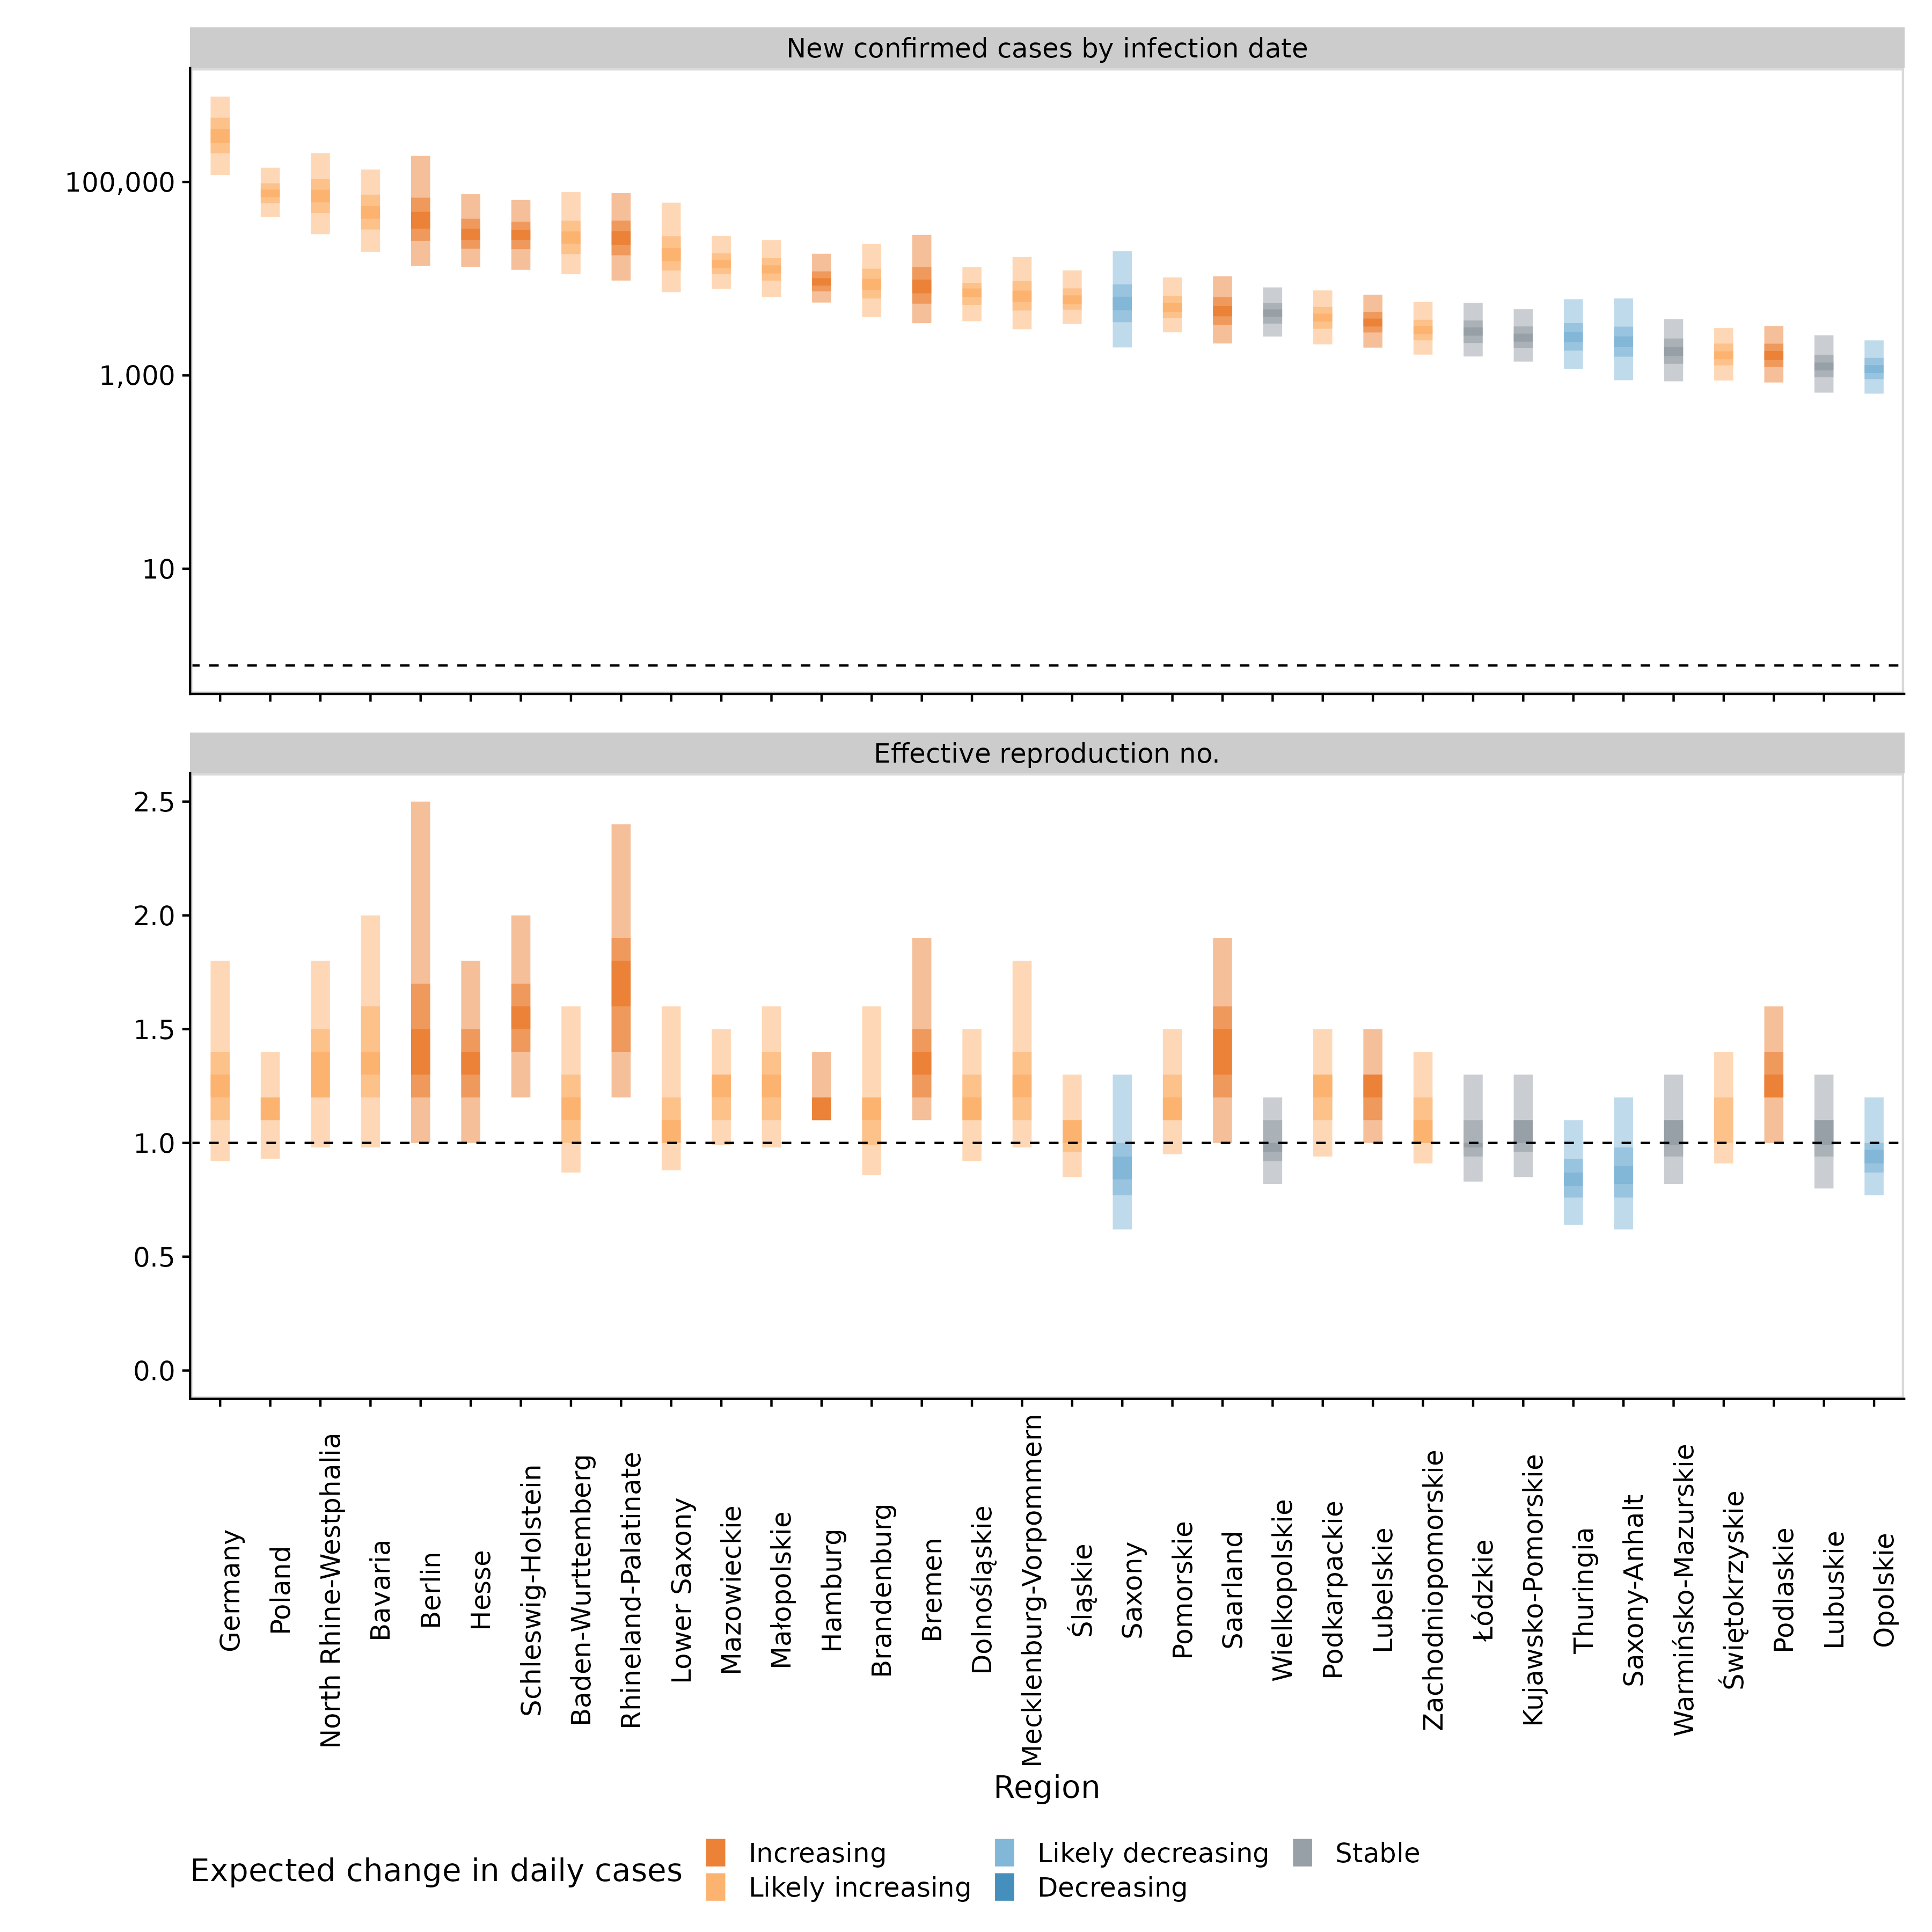 New confirmed cases by infection date
100,000
1,000
10
Effective reproduction no.
2.5
2.0
1.5
1.0
0.5
0.0
Germany
Poland
North Rhine-Westphalia
Bavaria
Berlin
Hesse
Schleswig-Holstein
Baden-Wurttemberg
Rhineland-Palatinate
Lower Saxony
Mazowieckie
Małopolskie
Hamburg
Brandenburg
Bremen
Dolnośląskie
Mecklenburg-Vorpommern
Śląskie
Saxony
Pomorskie
Saarland
Wielkopolskie
Podkarpackie
Lubelskie
Zachodniopomorskie
Łódzkie
Kujawsko-Pomorskie
Thuringia
Saxony-Anhalt
Warmińsko-Mazurskie
Świętokrzyskie
Podlaskie
Lubuskie
Opolskie
Region
Expected change in daily cases
Increasing
Likely increasing
Likely decreasing
Decreasing
Stable